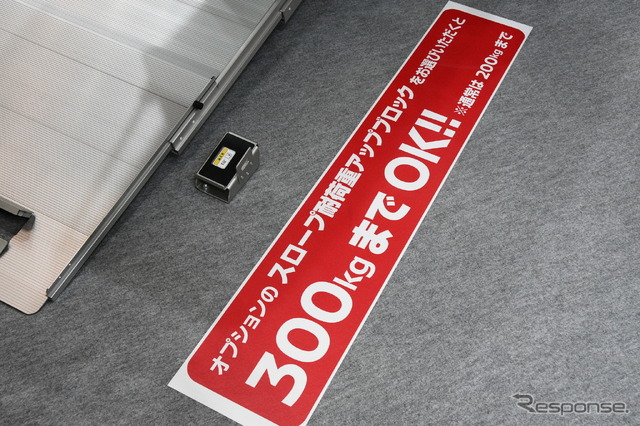 オプションの スロープ耐荷重アップブロック をお選びいただくと
300kg まで OK!!
※通常は 200kg まで
Response.